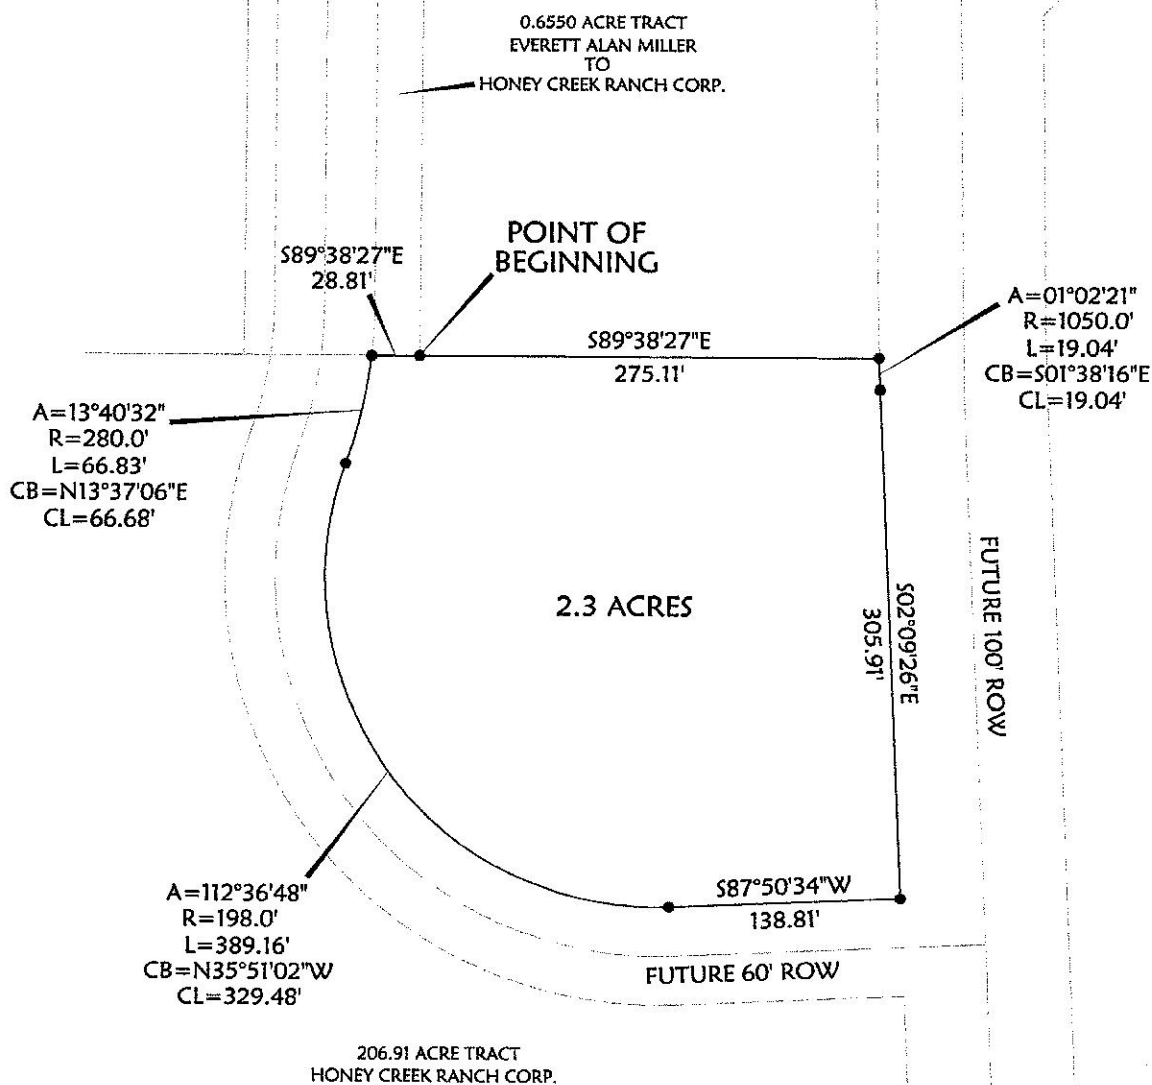 0.6550 ACRE TRACT
EVERETT ALAN MILLER
TO
HONEY CREEK RANCH CORP.
POINT OF
BEGINNING
S89°38'27"E
28.81'
S89°38'27"E
275.11'
A=01°02'21"
R=1050.0'
L=19.04'
CB=S01°38'16"E
CL=19.04'
A=13°40'32"
R=280.0'
L=66.83'
CB=N13°37'06"E
CL=66.68'
2.3 ACRES
S02°09'26"E
305.91'
FUTURE 100' ROW
A=112°36'48"
R=198.0'
L=389.16'
CB=N35°51'02"W
CL=329.48'
S87°50'34"W
138.81'
FUTURE 60' ROW
206.91 ACRE TRACT
HONEY CREEK RANCH CORP.